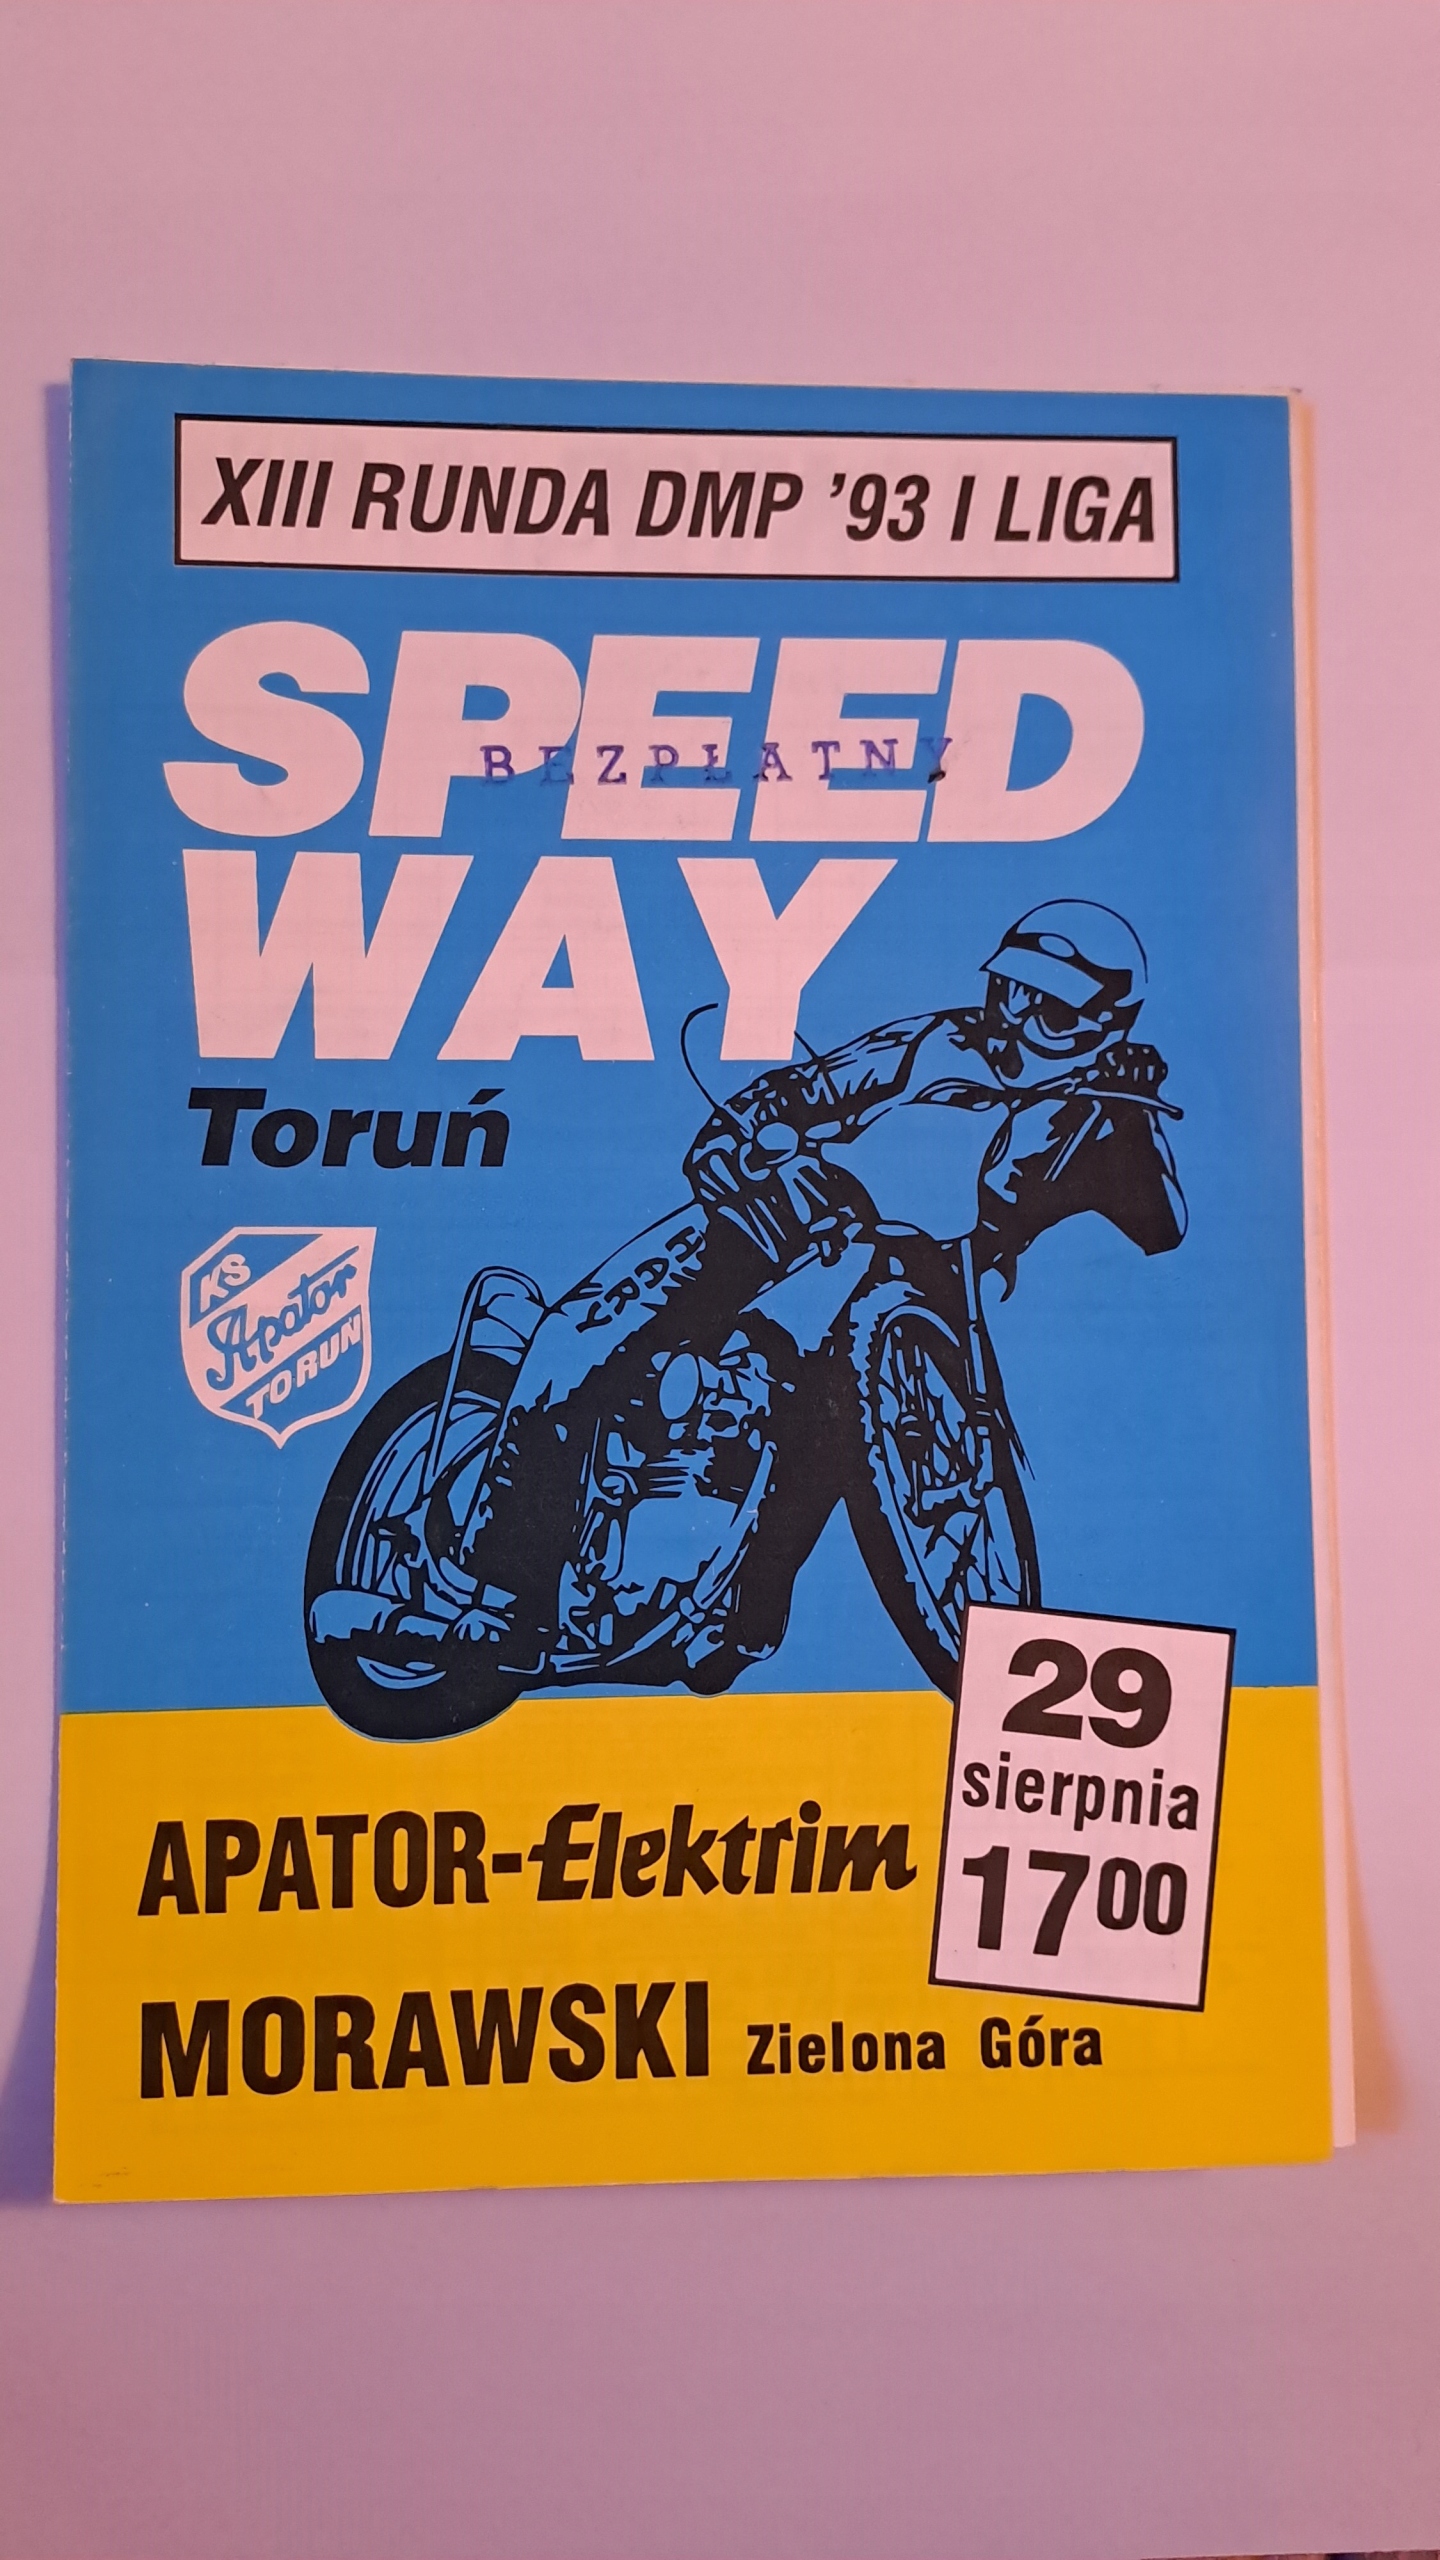 XIII RUNDA DMP '93 I LIGA
SPEED
BEZPŁATNY
WAY
Toruń
KS
Apator
TORUŃ
HARY
29
sierpnia
17⁰⁰
APATOR-Elektrim
MORAWSKI Zielona Góra